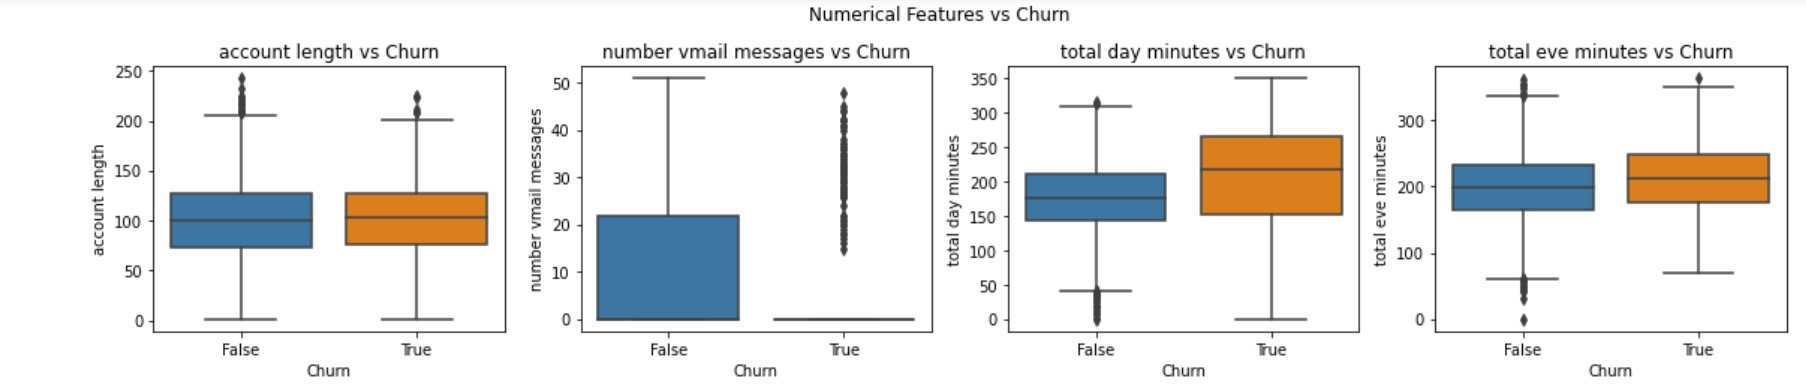 Numerical Features vs Churn
account length vs Churn
250
200
150
100
50
0
account length
False
True
Churn
number vmail messages vs Churn
50
40
30
20
10
0
number vmail messages
False
True
Churn
total day minutes vs Churn
350
300
250
200
150
100
50
0
total day minutes
False
True
Churn
total eve minutes vs Churn
300
200
100
0
total eve minutes
False
True
Churn